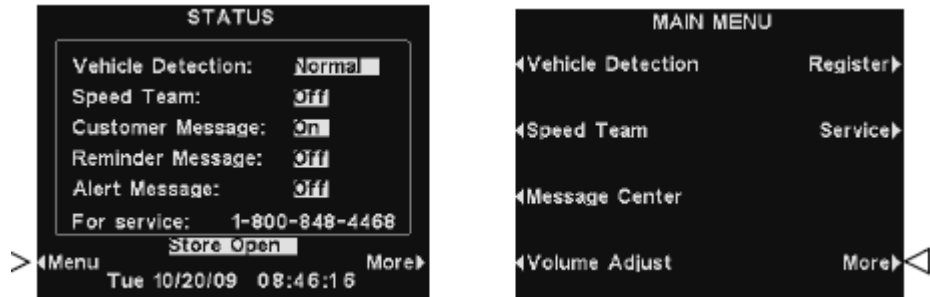 STATUS
Vehicle Detection: Normal
Speed Team: Off
Customer Message: On
Reminder Message: Off
Alert Message: Off
For service: 1-800-848-4468
Store Open
Menu More
Tue 10/20/09 08:46:16
MAIN MENU
Vehicle Detection Register
Speed Team Service
Message Center
Volume Adjust More